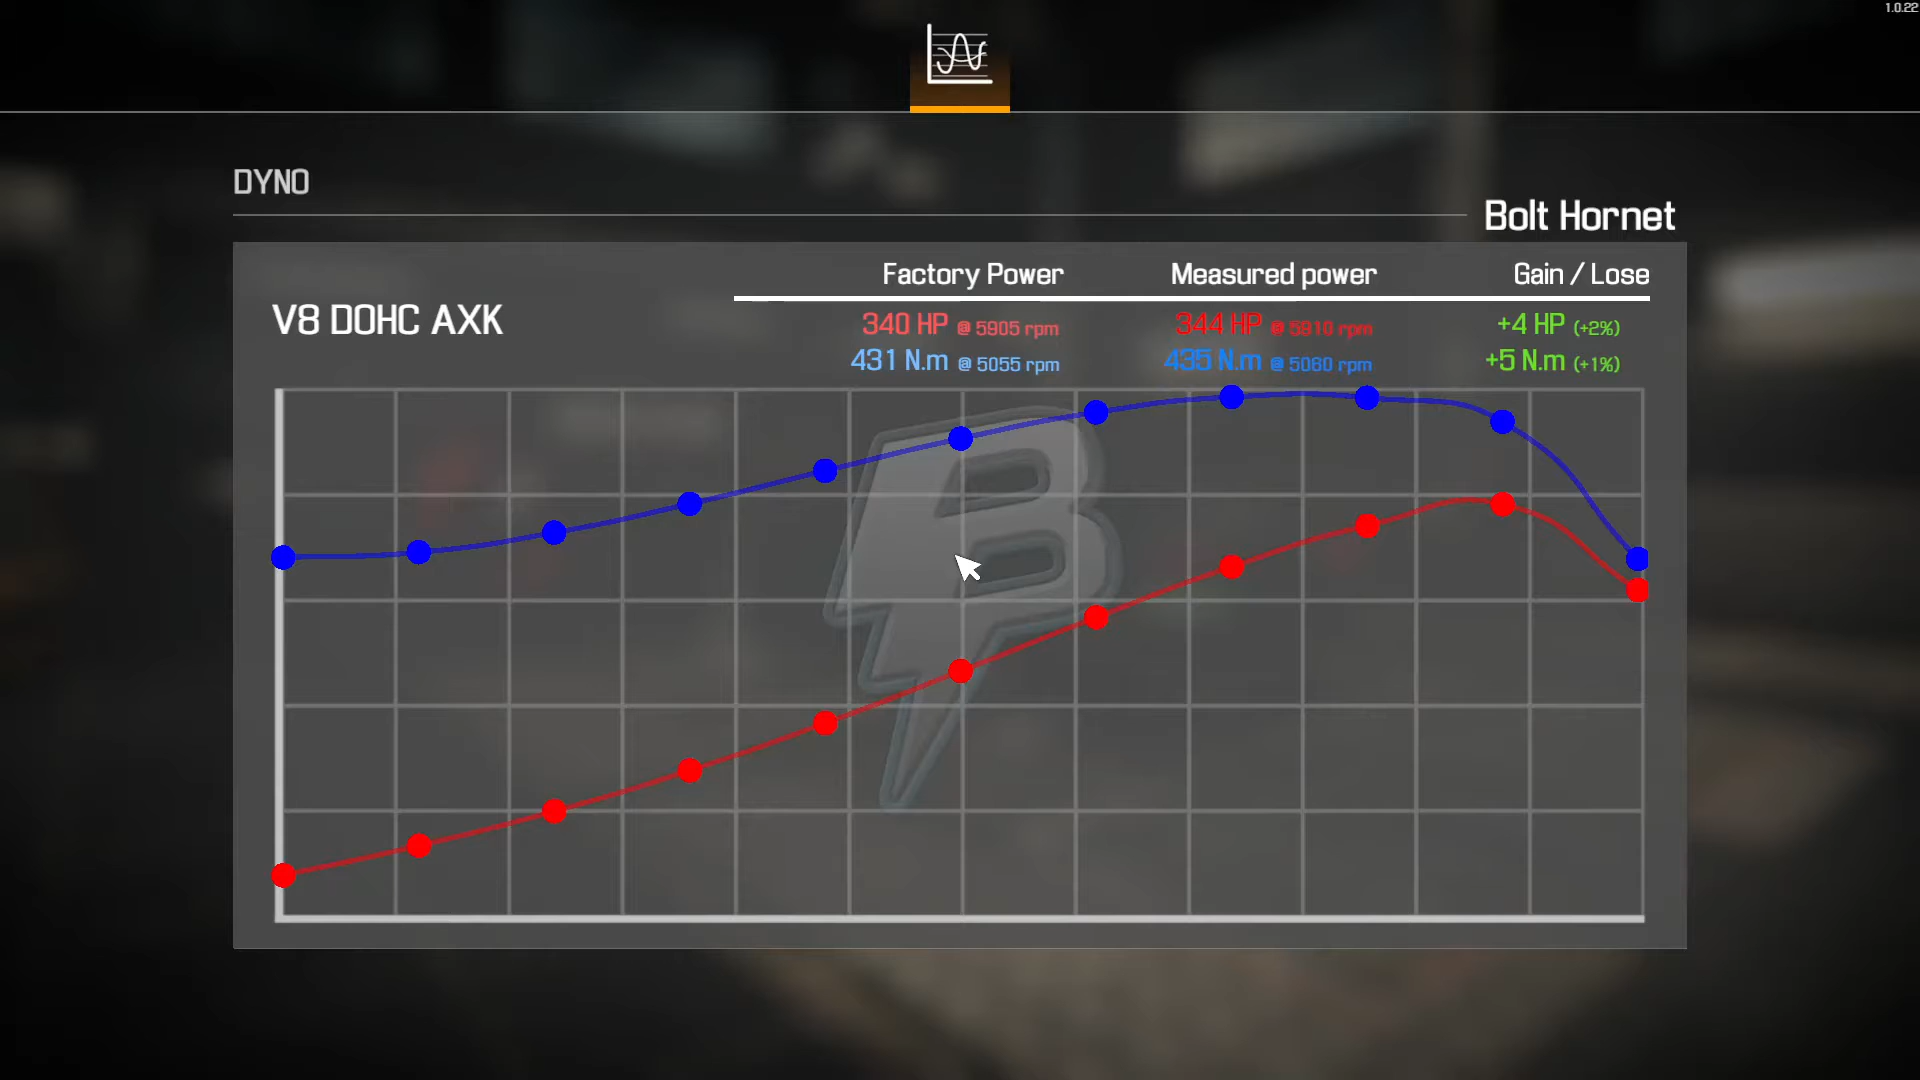 1.0.22
DYNO
Bolt Hornet
Factory Power Measured power Gain / Lose
V8 DOHC AXK
340 HP @ 5905 rpm 344 HP @ 5910 rpm +4 HP (+2%)
431 N.m @ 5055 rpm 435 N.m @ 5060 rpm +5 N.m (+1%)
B